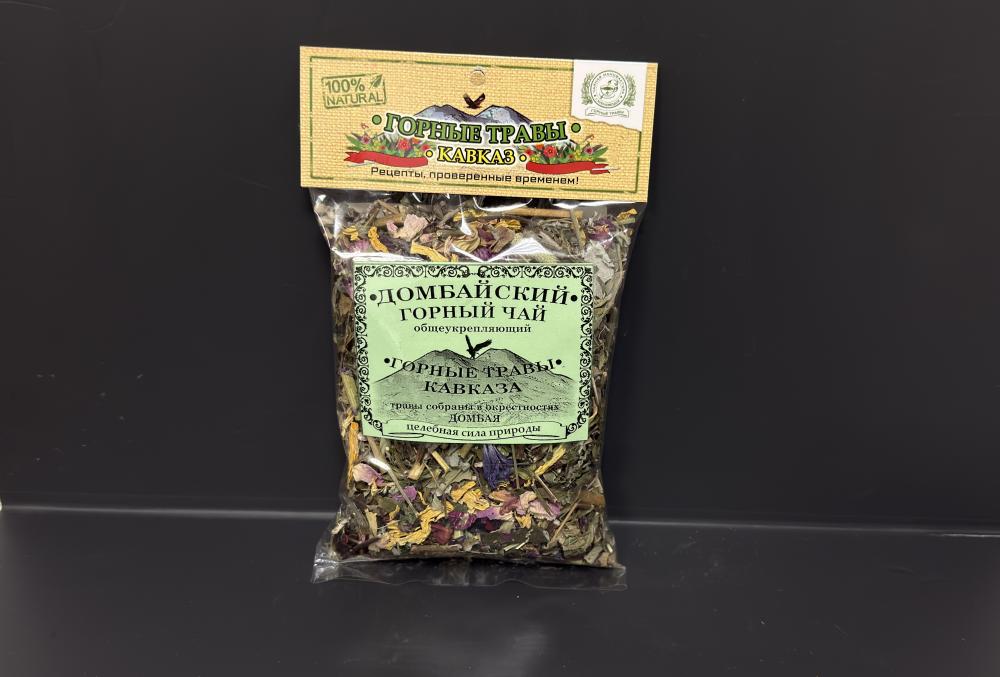 100%
NATURAL
•ГОРНЫЕ ТРАВЫ•
•КАВКАЗ•
Рецепты, проверенные временем!
•ДОМБАЙСКИЙ•
ГОРНЫЙ ЧАЙ
общеукрепляющий
•ГОРНЫЕ ТРАВЫ•
КАВКАЗА
травы собраны в окрестностях
ДОМБАЯ
целебная сила природы